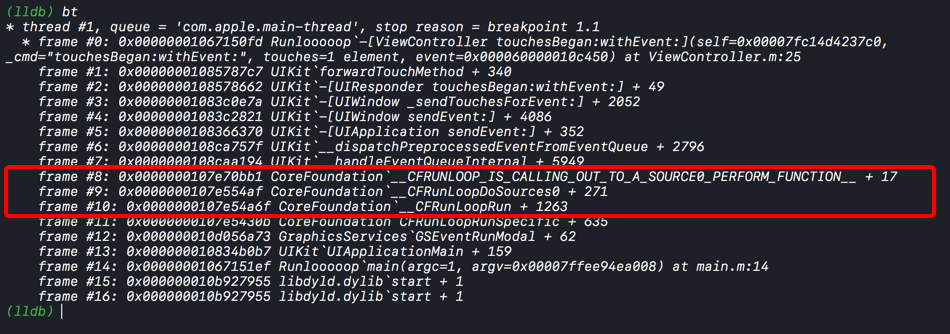 (lldb) bt
* thread #1, queue = 'com.apple.main-thread', stop reason = breakpoint 1.1
* frame #0: 0x00000001067150fd Runlooooop`-[ViewController touchesBegan:withEvent:](self=0x00007fc14d4237c0,
_cmd="touchesBegan:withEvent:", touches=1 element, event=0x000060000010c450) at ViewController.m:25
frame #1: 0x00000001085787c7 UIKit`forwardTouchMethod + 340
frame #2: 0x0000000108578662 UIKit`-[UIResponder touchesBegan:withEvent:] + 49
frame #3: 0x00000001083c0e7a UIKit`-[UIWindow _sendTouchesForEvent:] + 2052
frame #4: 0x00000001083c2821 UIKit`-[UIWindow sendEvent:] + 4086
frame #5: 0x0000000108366370 UIKit`-[UIApplication sendEvent:] + 352
frame #6: 0x0000000108ca757f UIKit`__dispatchPreprocessedEventFromEventQueue + 2796
frame #7: 0x0000000108caa194 UIKit`__handleEventQueueInternal + 5949
frame #8: 0x0000000107e70bb1 CoreFoundation`__CFRUNLOOP_IS_CALLING_OUT_TO_A_SOURCE0_PERFORM_FUNCTION__ + 17
frame #9: 0x0000000107e554af CoreFoundation`__CFRunLoopDoSources0 + 271
frame #10: 0x0000000107e54a6f CoreFoundation`__CFRunLoopRun + 1263
frame #11: 0x0000000107e5430b CoreFoundation`CFRunLoopRunSpecific + 635
frame #12: 0x000000010d056a73 GraphicsServices`GSEventRunModal + 62
frame #13: 0x00000001 0834b0b7 UIKit`UIApplicationMain + 159
frame #14: 0x00000001067151ef Runlooooop`main(argc=1, argv=0x00007ffee94ea008) at main.m:14
frame #15: 0x000000010b927955 libdyld.dylib`start + 1
frame #16: 0x000000010b927955 libdyld.dylib`start + 1
(lldb)